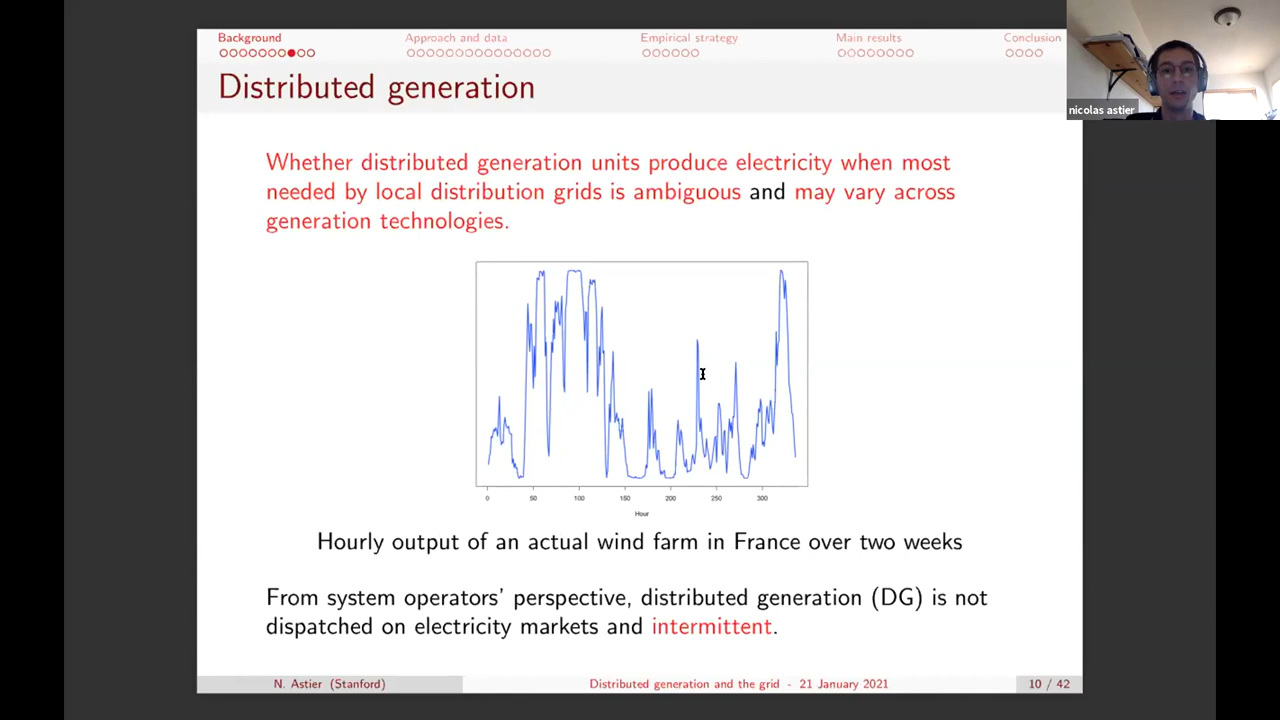 Background
Approach and data
Empirical strategy
Main results
Conclusion
nicolas astier
Distributed generation
Whether distributed generation units produce electricity when most
needed by local distribution grids is ambiguous and may vary across
generation technologies.
0 50 100 150 200 250 300
Hour
Hourly output of an actual wind farm in France over two weeks
From system operators' perspective, distributed generation (DG) is not
dispatched on electricity markets and intermittent.
N. Astier (Stanford)
Distributed generation and the grid - 21 January 2021
10 / 42